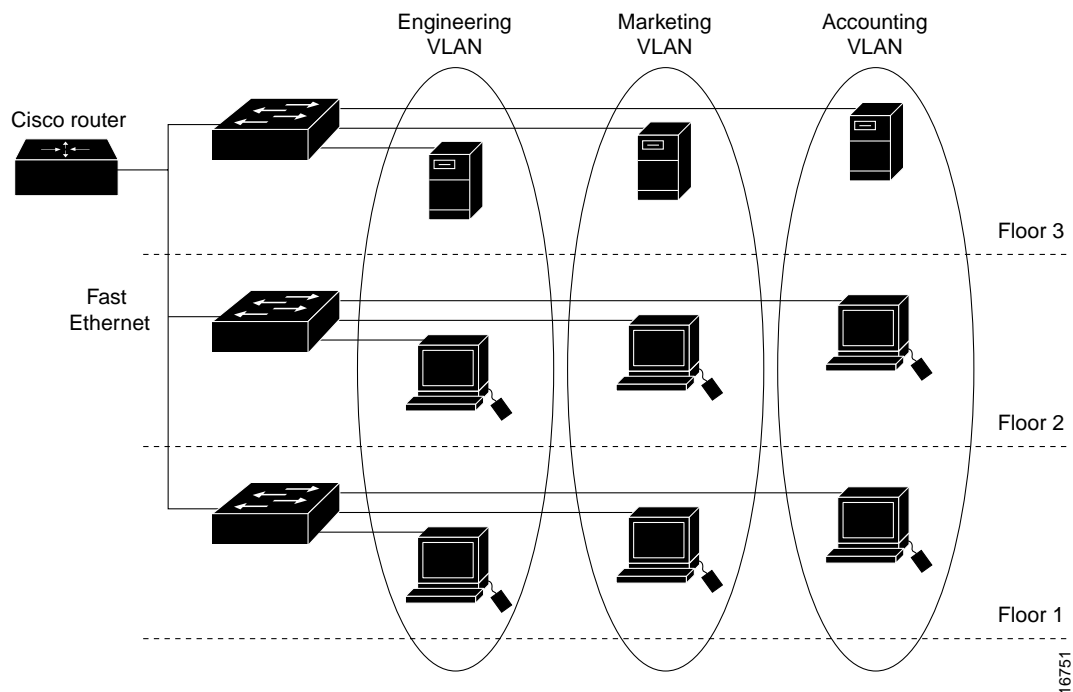 Engineering
VLAN
Marketing
VLAN
Accounting
VLAN
Cisco router
Floor 3
Fast
Ethernet
Floor 2
Floor 1
16751